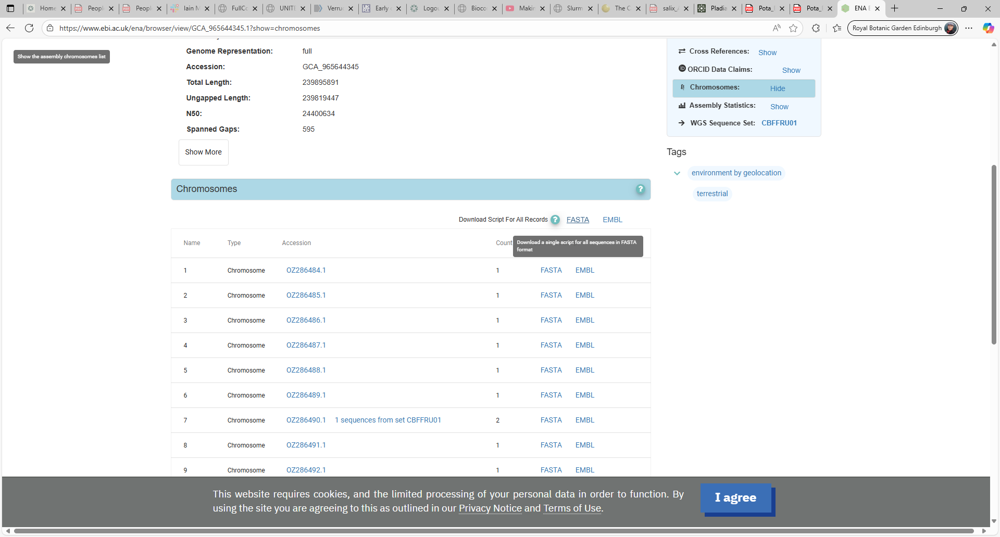 Home
Peopl
Peopl
Iain M
FullCo
UNITE
Verru
Early
Logou
Bioco
Makin
Slurm
The C
salix_
Pladia
Pota_
Pota_
ENA
https://www.ebi.ac.uk/ena/browser/view/GCA_965644345.1?show=chromosomes
Royal Botanic Garden Edinburgh
Show the assembly chromosomes list
Genome Representation: full
Accession: GCA_965644345
Total Length: 239895891
Ungapped Length: 239819447
N50: 24400634
Spanned Gaps: 595
Show More
Cross References: Show
ORCID Data Claims: Show
Chromosomes: Hide
Assembly Statistics: Show
WGS Sequence Set: CBFFRU01
Tags
environment by geolocation
terrestrial
Chromosomes ?
Download Script For All Records ? FASTA EMBL
Name Type Accession Count
Download a single script for all sequences in FASTA
format
1 Chromosome OZ286484.1 1 FASTA EMBL
2 Chromosome OZ286485.1 1 FASTA EMBL
3 Chromosome OZ286486.1 1 FASTA EMBL
4 Chromosome OZ286487.1 1 FASTA EMBL
5 Chromosome OZ286488.1 1 FASTA EMBL
6 Chromosome OZ286489.1 1 FASTA EMBL
7 Chromosome OZ286490.1 1 sequences from set CBFFRU01 2 FASTA EMBL
8 Chromosome OZ286491.1 1 FASTA EMBL
9 Chromosome OZ286492.1 1 FASTA EMBL
This website requires cookies, and the limited processing of your personal data in order to function. By
using the site you are agreeing to this as outlined in our Privacy Notice and Terms of Use.
I agree